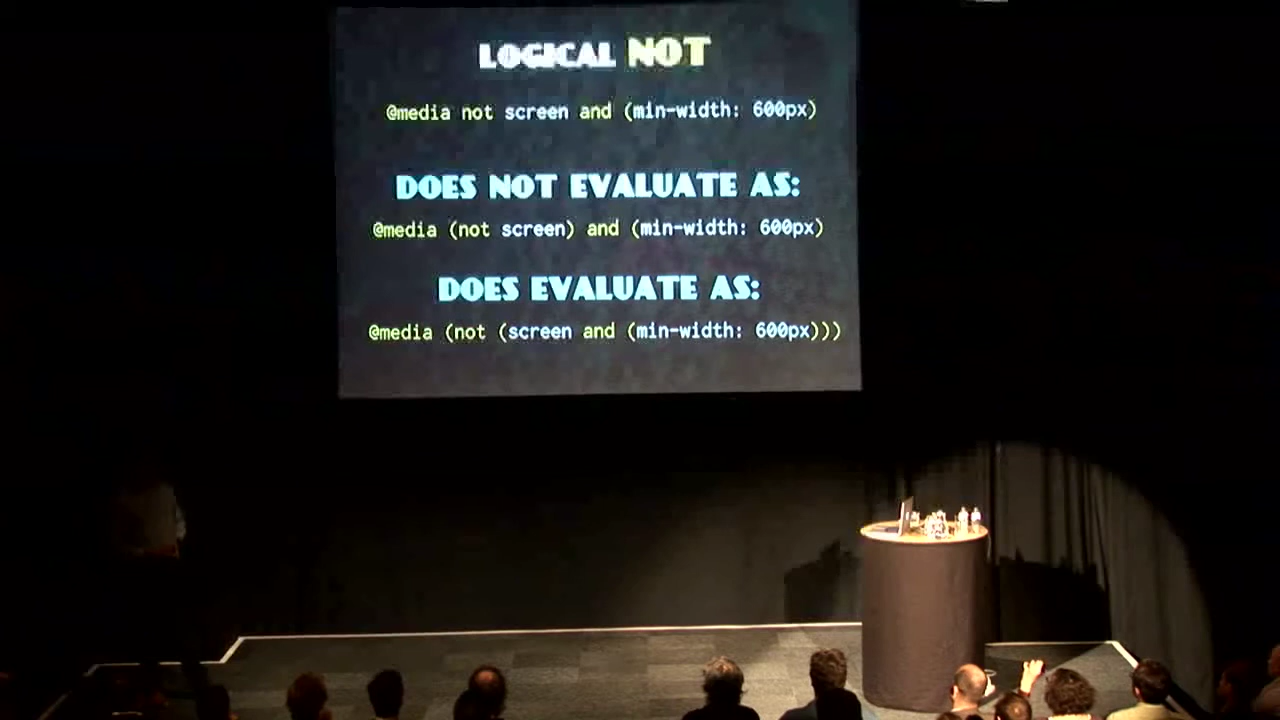 LOGICAL NOT
@media not screen and (min-width: 600px)
DOES NOT EVALUATE AS:
@media (not screen) and (min-width: 600px)
DOES EVALUATE AS:
@media (not (screen and (min-width: 600px)))